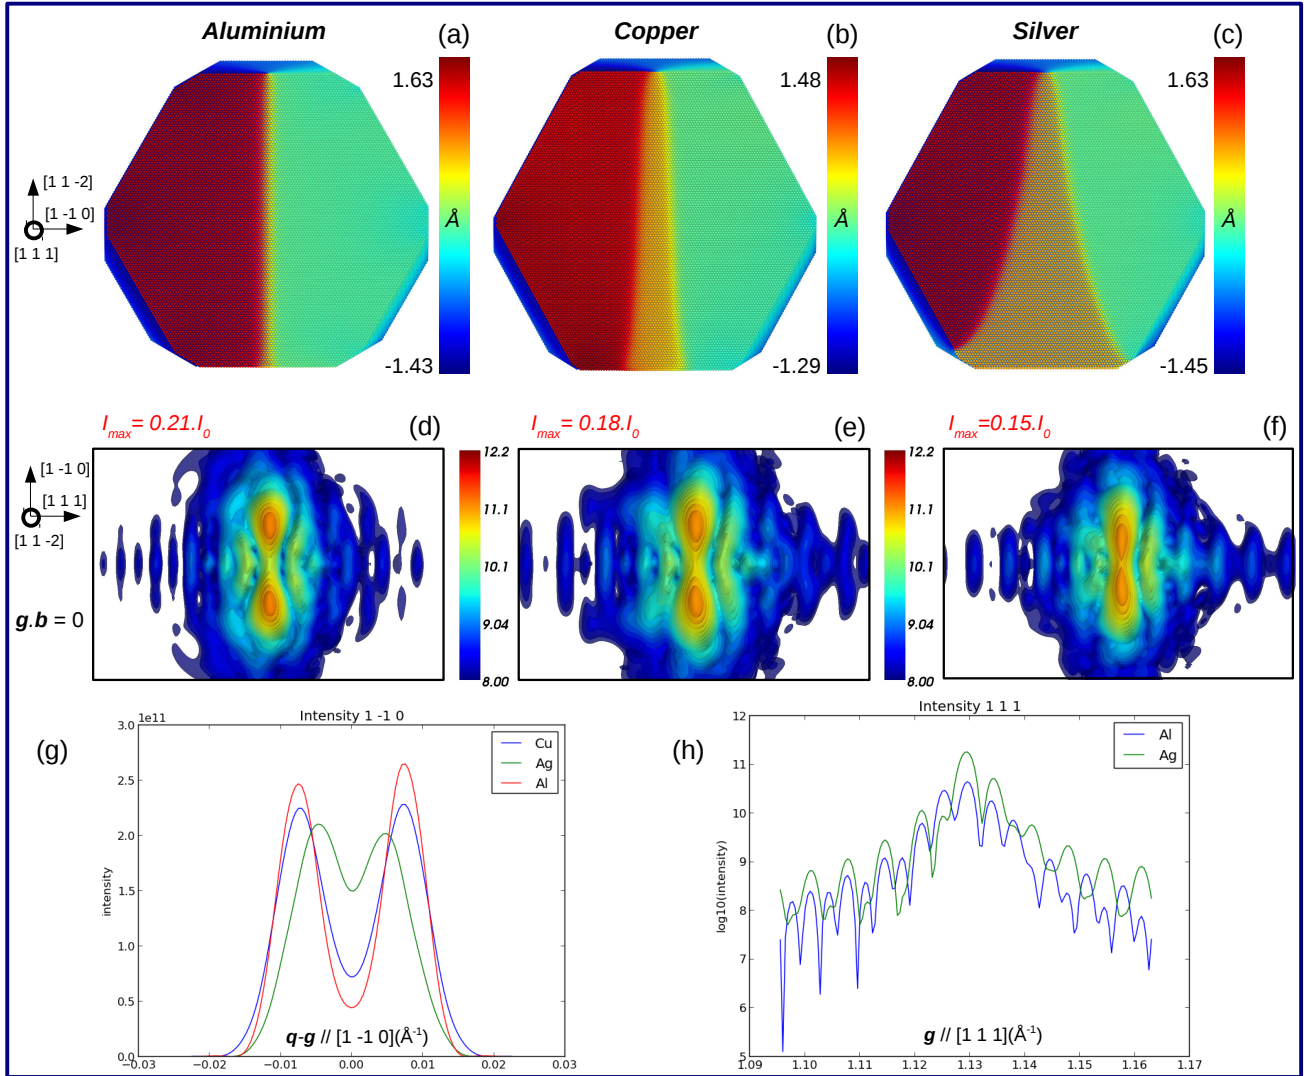 Aluminium (a) Copper (b) Silver (c)
1.63 1.48 1.63
[1 1 -2]
[1 -1 0]
[1 1 1]
Å Å Å
-1.43 -1.29 -1.45
I_max= 0.21.I_0 (d) I_max= 0.18.I_0 (e) I_max=0.15.I_0 (f)
[1 -1 0]
[1 1 1]
[1 1 -2]
g.b = 0
12.2 12.2
11.1 11.1
10.1 10.1
9.04 9.04
8.00 8.00
(g)
1e11 Intensity 1 -1 0
3.0
2.5
2.0
1.5
1.0
0.5
0.0
intensity
Cu
Ag
Al
q-g // [1 -1 0](Å⁻¹)
−0.03 −0.02 −0.01 0.00 0.01 0.02 0.03
(h)
Intensity 1 1 1
12
11
10
9
8
7
6
5
log10(intensity)
Al
Ag
g // [1 1 1](Å⁻¹)
1.09 1.10 1.11 1.12 1.13 1.14 1.15 1.16 1.17